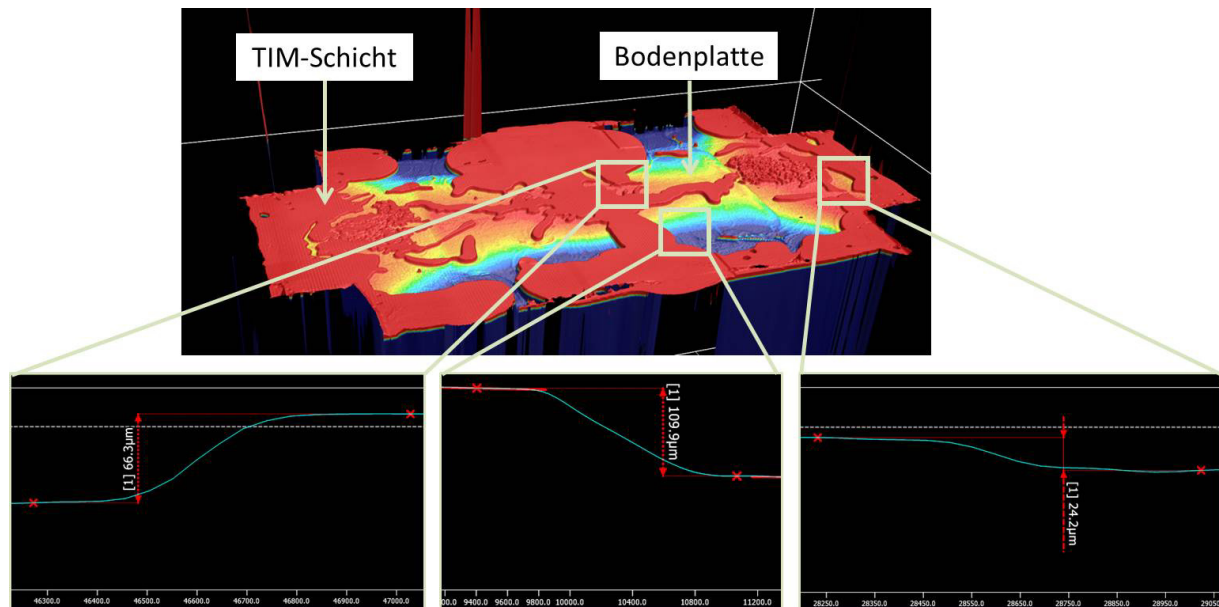 TIM-Schicht
Bodenplatte
[1] 66.3µm
46300.0 46400.0 46500.0 46600.0 46700.0 46800.0 46900.0 47000.0
[1] 109.9µm
9400.0 9800.0 10000.0 10400.0 10800.0 11200.0
[1] 24.2µm
28250.0 28350.0 28450.0 28550.0 28650.0 28750.0 28850.0 28950.0